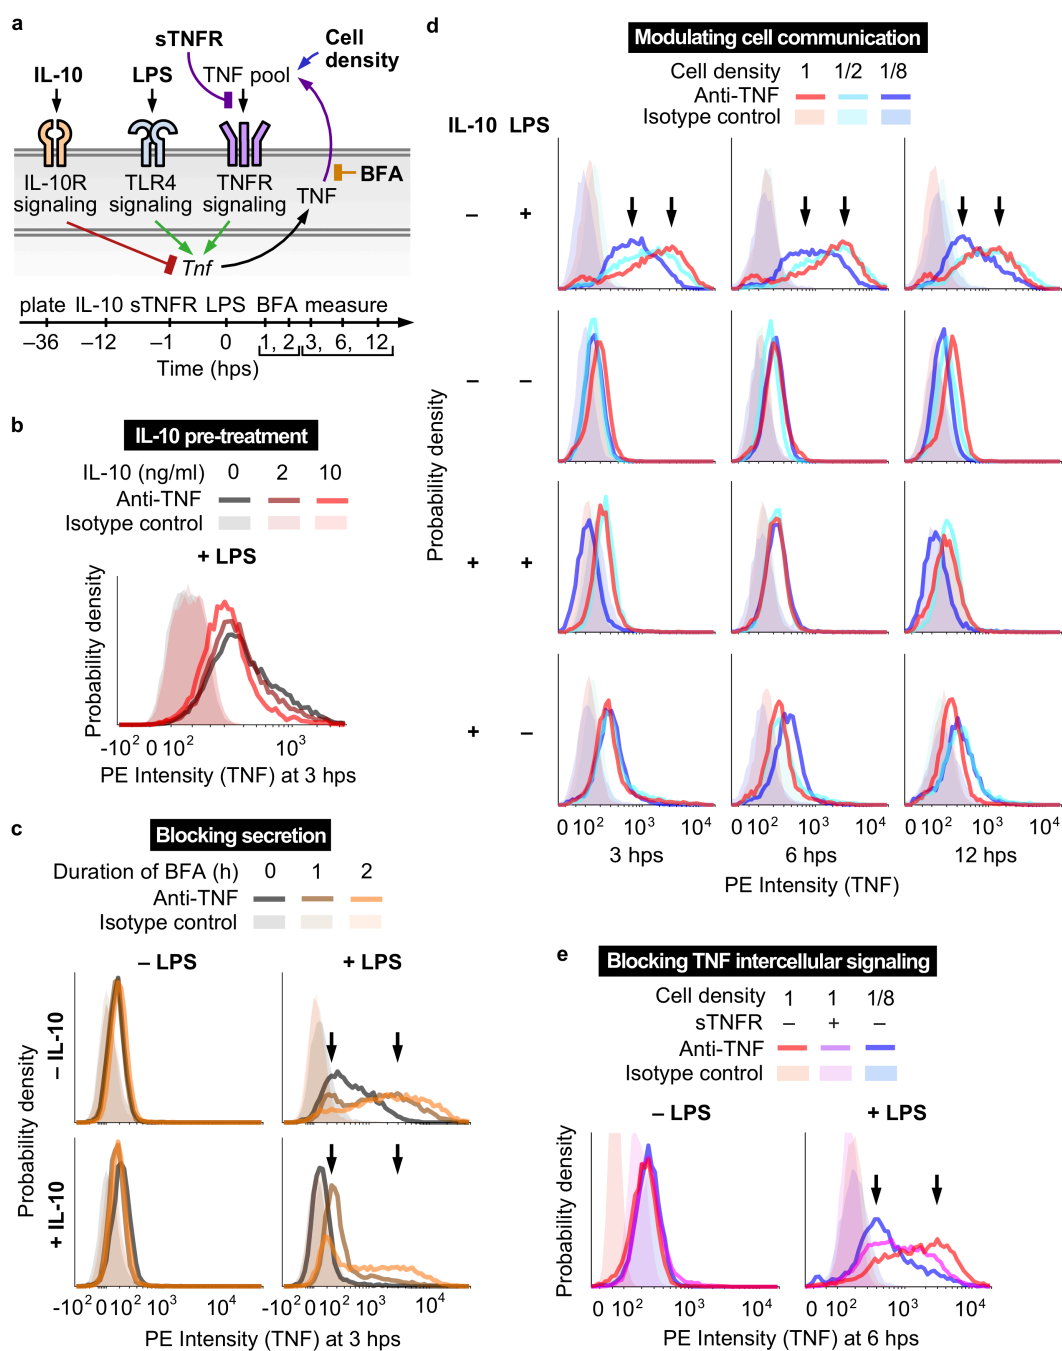 a
sTNFR
Cell density
IL-10
LPS
TNF pool
IL-10R signaling
TLR4 signaling
TNFR signaling
TNF
BFA
Tnf
plate IL-10 sTNFR LPS BFA measure
–36 –12 –1 0 1, 2 3, 6, 12
Time (hps)
b
IL-10 pre-treatment
IL-10 (ng/ml) 0 2 10
Anti-TNF
Isotype control
+ LPS
Probability density
-10² 0 10² 10³
PE Intensity (TNF) at 3 hps
c
Blocking secretion
Duration of BFA (h) 0 1 2
Anti-TNF
Isotype control
– LPS + LPS
Probability density
– IL-10
+ IL-10
-10² 0 10² 10³ 10⁴ -10² 0 10² 10³ 10⁴
PE Intensity (TNF) at 3 hps
d
Modulating cell communication
Cell density 1 1/2 1/8
Anti-TNF
Isotype control
IL-10 LPS
– +
– –
+ +
+ –
Probability density
0 10² 10³ 10⁴ 0 10² 10³ 10⁴ 0 10² 10³ 10⁴
3 hps 6 hps 12 hps
PE Intensity (TNF)
e
Blocking TNF intercellular signaling
Cell density 1 1 1/8
sTNFR – + –
Anti-TNF
Isotype control
– LPS + LPS
Probability density
0 10² 10³ 10⁴ 0 10² 10³ 10⁴
PE Intensity (TNF) at 6 hps